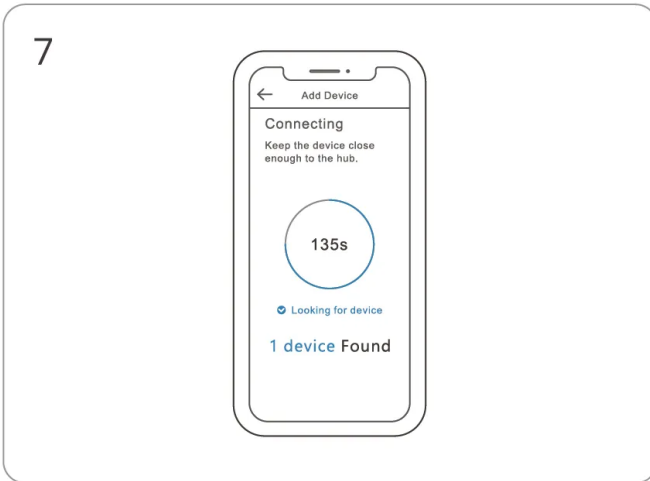 7
Add Device
Connecting
Keep the device close
enough to the hub.
135s
Looking for device
1 device Found